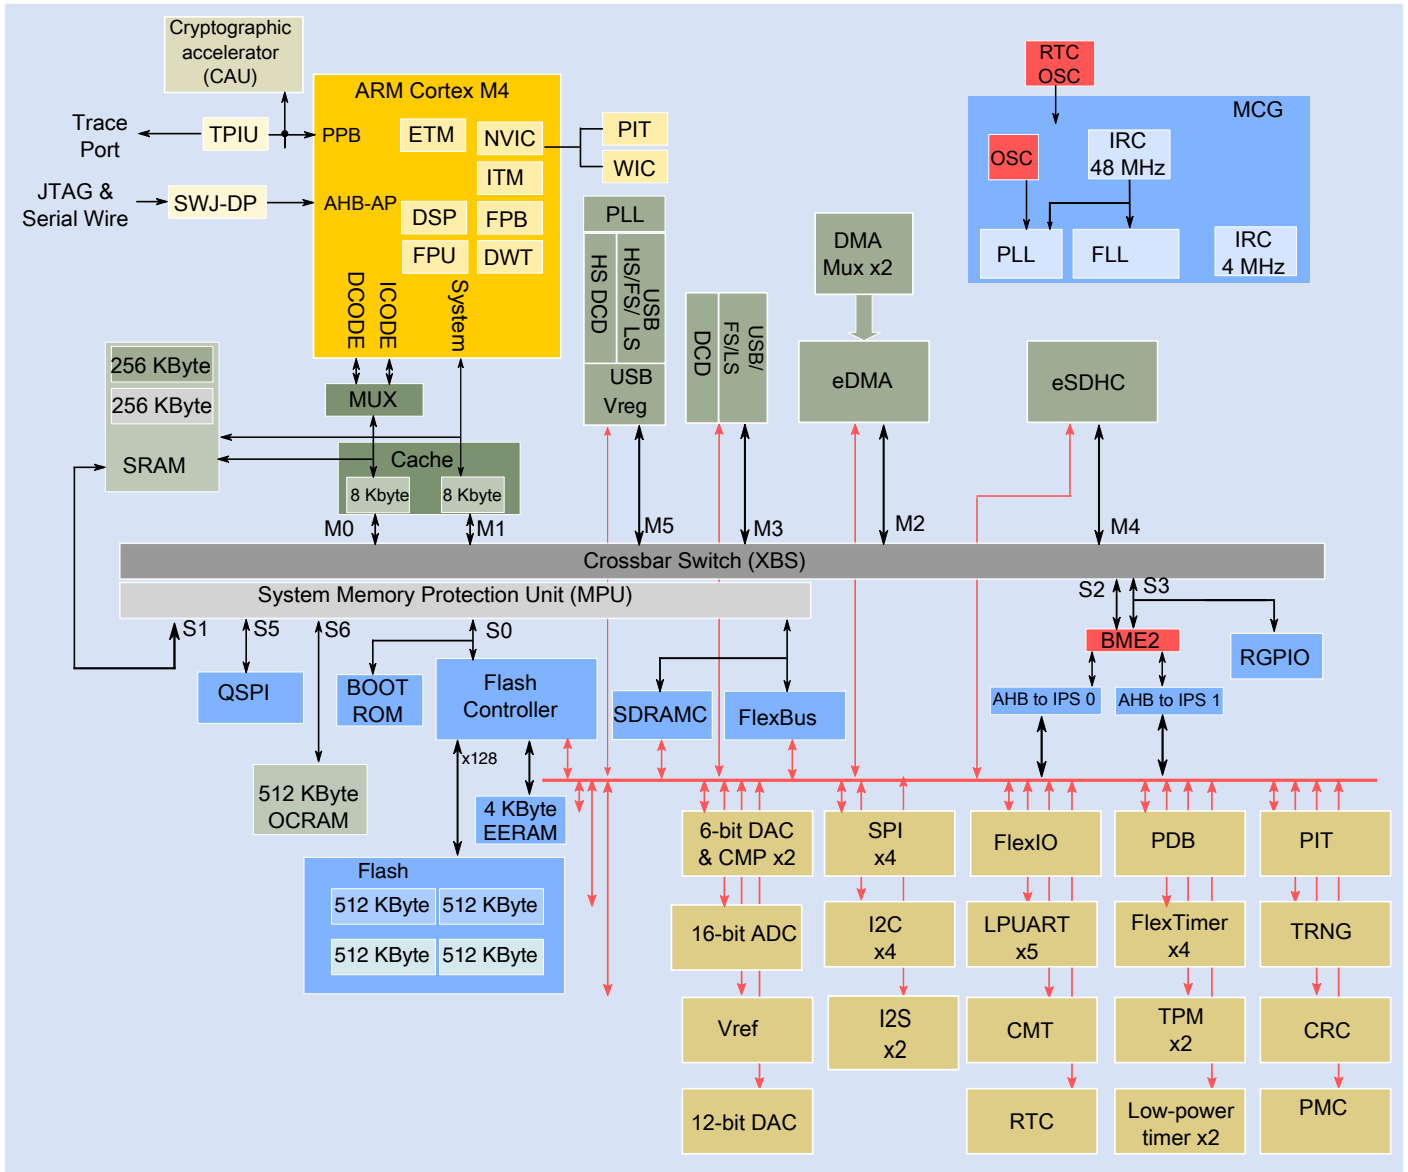 Cryptographic
accelerator
(CAU)
Trace
Port
TPIU
JTAG &
Serial Wire
SWJ-DP
ARM Cortex M4
PPB
ETM
NVIC
ITM
AHB-AP
DSP
FPB
FPU
DWT
DCODE
ICODE
System
PIT
WIC
RTC
OSC
MCG
OSC
IRC
48 MHz
PLL
FLL
IRC
4 MHz
PLL
HS DCD
USB
HS/FS/ LS
USB
Vreg
DCD
USB/
FS/LS
DMA
Mux x2
eDMA
eSDHC
256 KByte
256 KByte
SRAM
MUX
Cache
8 Kbyte
8 Kbyte
M0
M1
M5
M3
M2
M4
Crossbar Switch (XBS)
System Memory Protection Unit (MPU)
S1
S5
S6
S0
S2
S3
BME2
RGPIO
QSPI
BOOT
ROM
Flash
Controller
SDRAMC
FlexBus
AHB to IPS 0
AHB to IPS 1
x128
512 KByte
OCRAM
4 KByte
EERAM
Flash
512 KByte
512 KByte
512 KByte
512 KByte
6-bit DAC
& CMP x2
SPI
x4
FlexIO
PDB
PIT
16-bit ADC
I2C
x4
LPUART
x5
FlexTimer
x4
TRNG
Vref
I2S
x2
CMT
TPM
x2
CRC
12-bit DAC
RTC
Low-power
timer x2
PMC